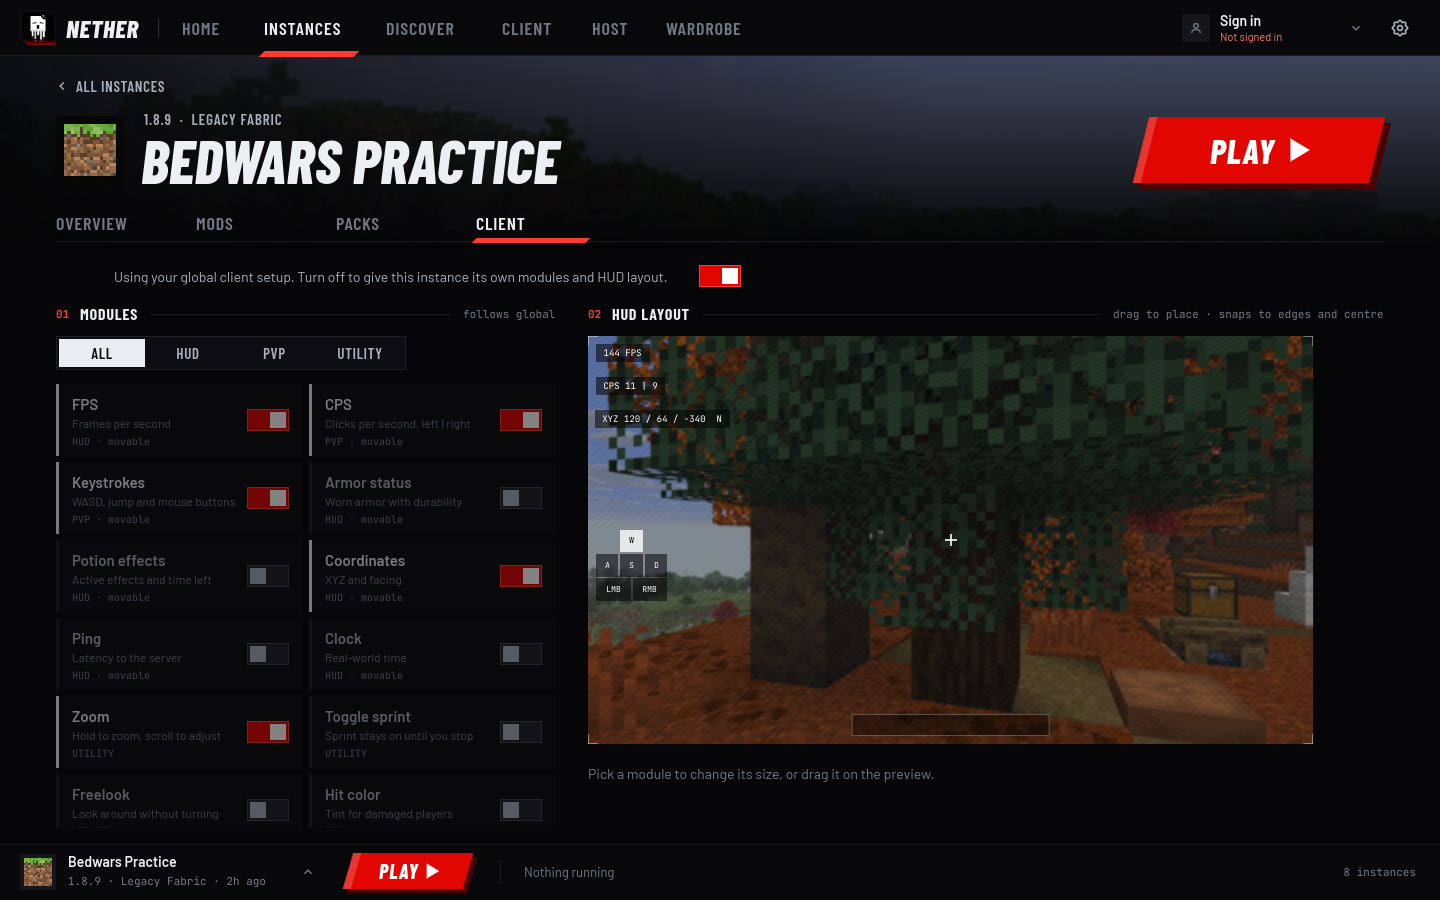 NETHER
HOME
INSTANCES
DISCOVER
CLIENT
HOST
WARDROBE
Sign in
Not signed in
ALL INSTANCES
1.8.9 · LEGACY FABRIC
BEDWARS PRACTICE
PLAY
OVERVIEW
MODS
PACKS
CLIENT
Using your global client setup. Turn off to give this instance its own modules and HUD layout.
01 MODULES
follows global
02 HUD LAYOUT
drag to place · snaps to edges and centre
ALL
HUD
PVP
UTILITY
FPS
Frames per second
HUD · movable
CPS
Clicks per second, left | right
PVP · movable
Keystrokes
WASD, jump and mouse buttons
PVP · movable
Armor status
Worn armor with durability
HUD · movable
Potion effects
Active effects and time left
HUD · movable
Coordinates
XYZ and facing
HUD · movable
Ping
Latency to the server
HUD · movable
Clock
Real-world time
HUD · movable
Zoom
Hold to zoom, scroll to adjust
UTILITY
Toggle sprint
Sprint stays on until you stop
UTILITY
Freelook
Look around without turning
Hit color
Tint for damaged players
144 FPS
CPS 11 | 9
XYZ 120 / 64 / -340 N
W
A S D
LMB RMB
Pick a module to change its size, or drag it on the preview.
Bedwars Practice
1.8.9 · Legacy Fabric · 2h ago
PLAY
Nothing running
8 instances